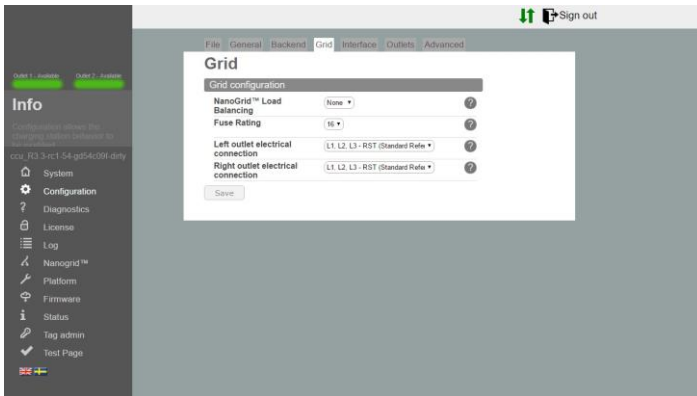 Sign out
File General Backend Grid Interface Outlets Advanced
Grid
Outlet 1 - Available Outlet 2 - Available
Grid configuration
Info
NanoGrid™ Load
Balancing
None
?
Fuse Rating
16
?
Configuration allows the
charging station behavior to
be modified
Left outlet electrical
connection
L1, L2, L3 - RST (Standard Refe
?
ccu_R3.3-rc1-54-gd54c09f-dirty
Right outlet electrical
connection
L1, L2, L3 - RST (Standard Refe
?
System
Save
Configuration
Diagnostics
License
Log
Nanogrid™
Platform
Firmware
Status
Tag admin
Test Page